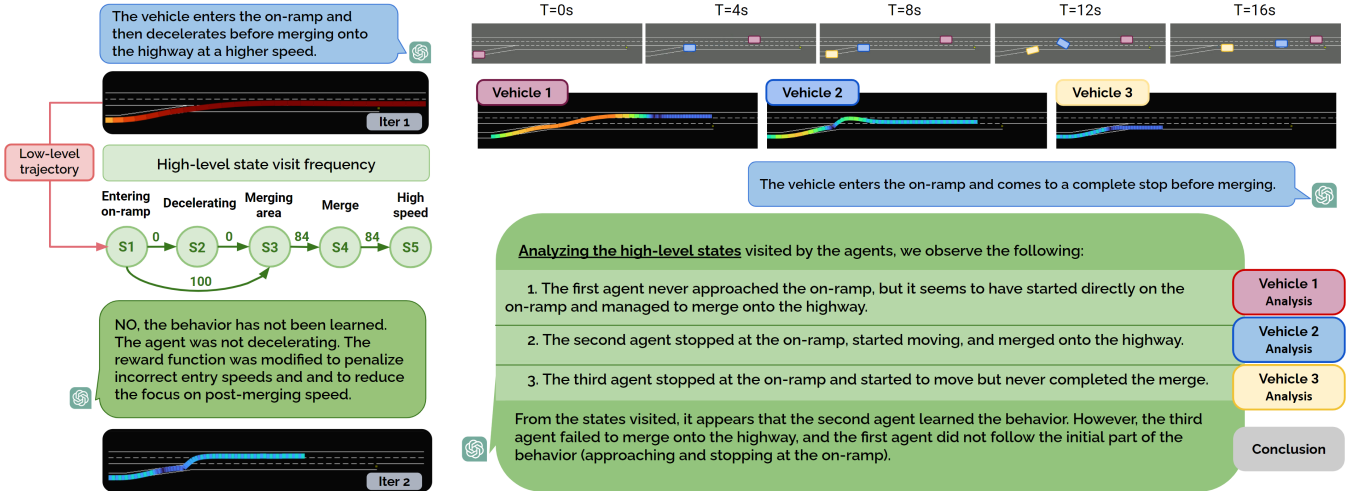 The vehicle enters the on-ramp and
then decelerates before merging onto
the highway at a higher speed.
Iter 1
Low-level
trajectory
High-level state visit frequency
Entering
on-ramp
Decelerating
Merging
area
Merge
High
speed
S1
0
S2
0
S3
84
S4
84
S5
100
NO, the behavior has not been learned.
The agent was not decelerating. The
reward function was modified to penalize
incorrect entry speeds and and to reduce
the focus on post-merging speed.
Iter 2
T=0s
T=4s
T=8s
T=12s
T=16s
Vehicle 1
Vehicle 2
Vehicle 3
The vehicle enters the on-ramp and comes to a complete stop before merging.
Analyzing the high-level states visited by the agents, we observe the following:
1. The first agent never approached the on-ramp, but it seems to have started directly on the
on-ramp and managed to merge onto the highway.
Vehicle 1
Analysis
2. The second agent stopped at the on-ramp, started moving, and merged onto the highway.
Vehicle 2
Analysis
3. The third agent stopped at the on-ramp and started to move but never completed the merge.
Vehicle 3
Analysis
From the states visited, it appears that the second agent learned the behavior. However, the third
agent failed to merge onto the highway, and the first agent did not follow the initial part of the
behavior (approaching and stopping at the on-ramp).
Conclusion